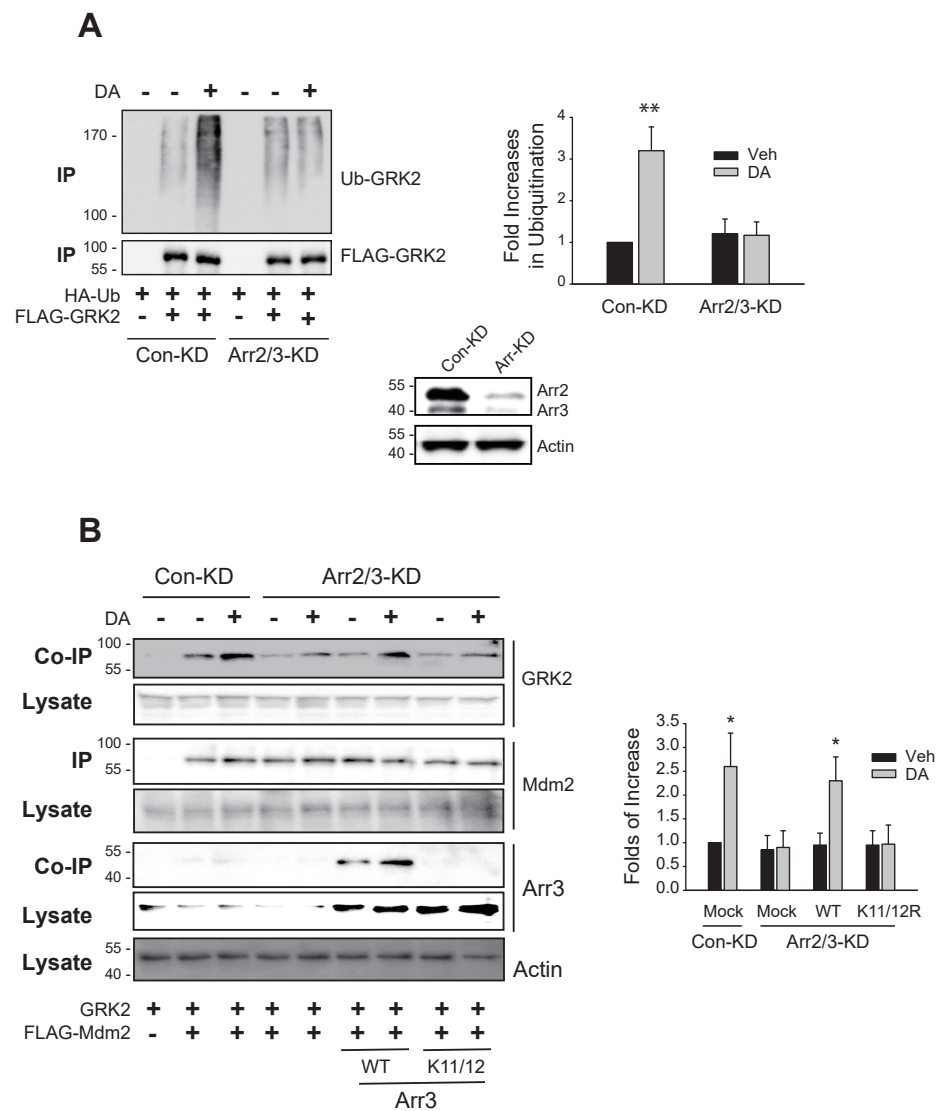 A
DA - - + - - +
170 -
IP
Ub-GRK2
100 -
IP
100 -
55 -
FLAG-GRK2
HA-Ub + + + + + +
FLAG-GRK2 - + + - + +
Con-KD Arr2/3-KD
Fold Increases
in Ubiquitination
4
3
2
1
0
**
Veh
DA
Con-KD Arr2/3-KD
Con-KD Arr-KD
55 -
40 -
Arr2
Arr3
55 -
40 -
Actin
B
Con-KD Arr2/3-KD
DA - - + - + - + - +
Co-IP
100 -
55 -
GRK2
Lysate
IP
100 -
55 -
Mdm2
Lysate
Co-IP
55 -
40 -
Arr3
Lysate
Lysate
55 -
40 -
Actin
GRK2 + + + + + + + + +
FLAG-Mdm2 - + + + + + + + +
WT K11/12
Arr3
Folds of Increase
3.5
3.0
2.5
2.0
1.5
1.0
0.5
0.0
* *
Veh
DA
Mock Mock WT K11/12R
Con-KD Arr2/3-KD